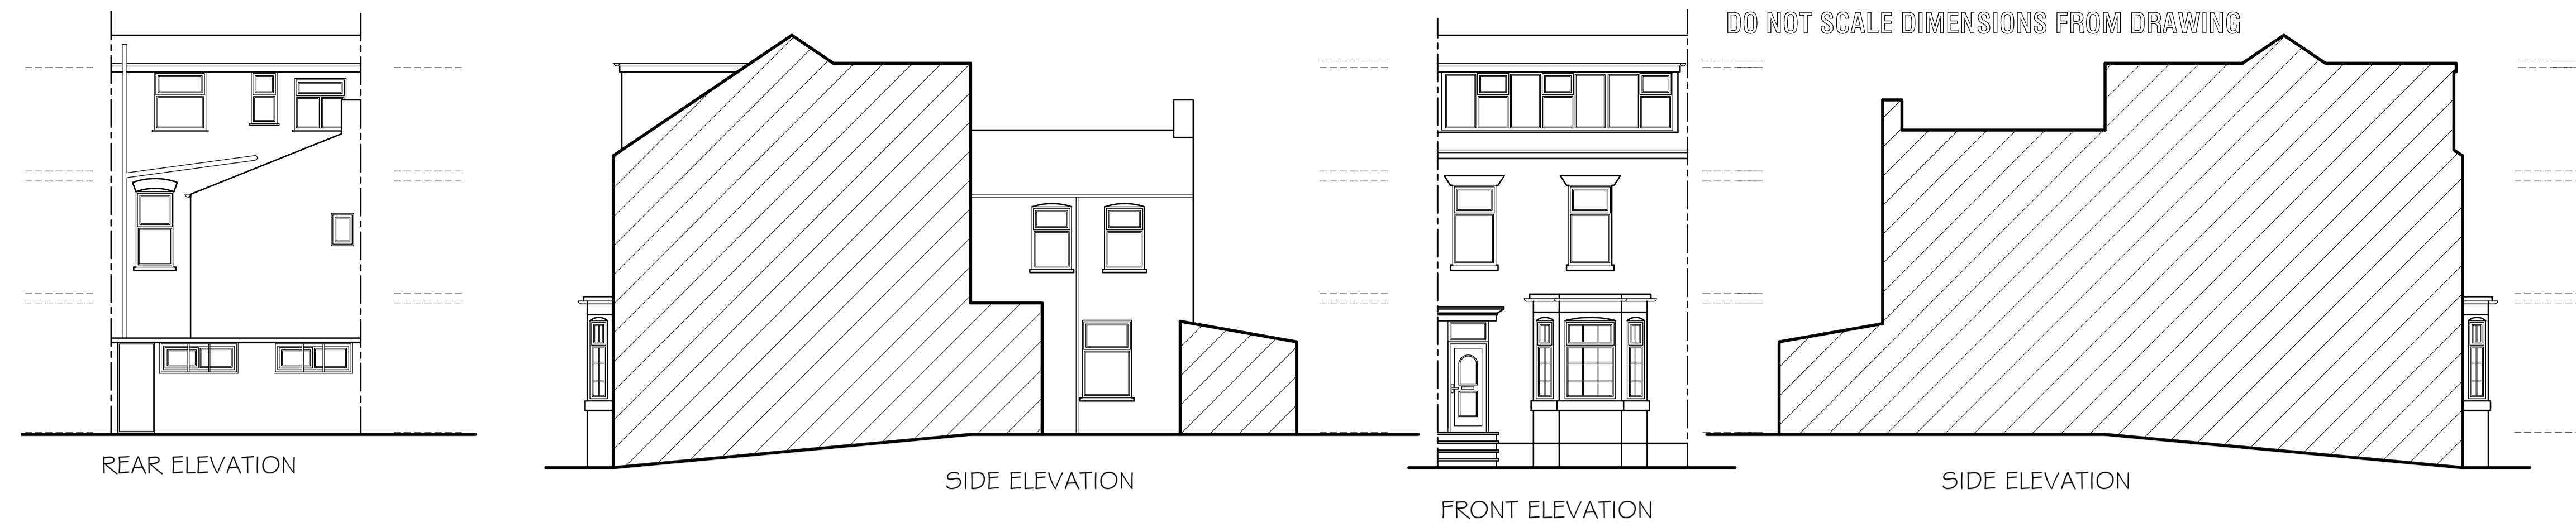 DO NOT SCALE DIMENSIONS FROM DRAWING
REAR ELEVATION
SIDE ELEVATION
FRONT ELEVATION
SIDE ELEVATION